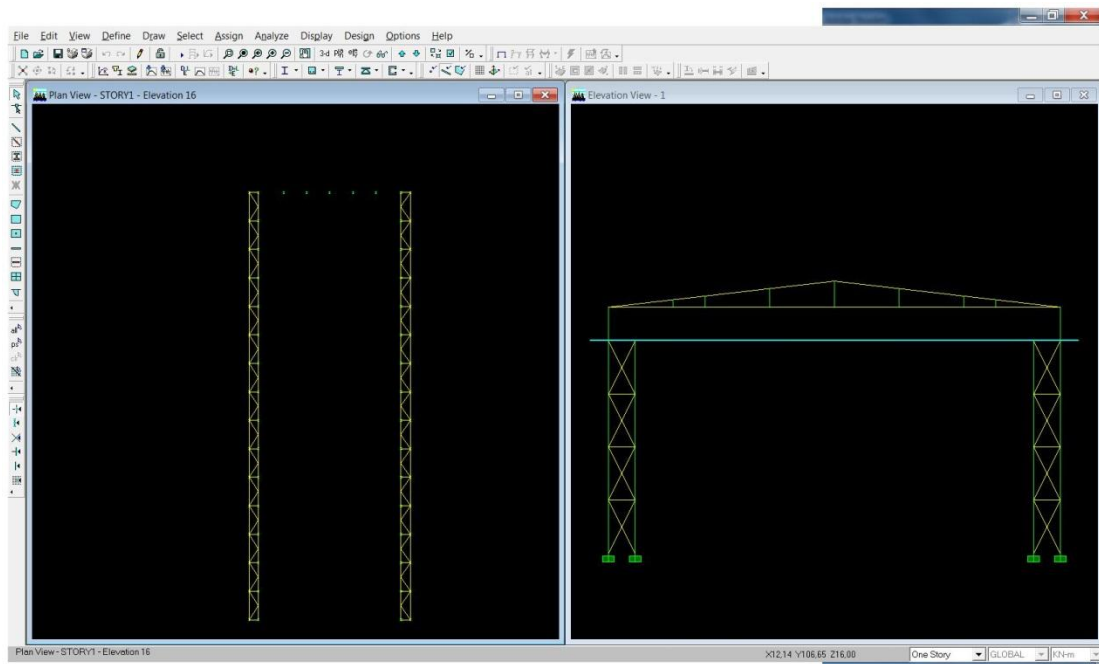 File Edit View Define Draw Select Assign Analyze Display Design Options Help
3-d
Plan View - STORY1 - Elevation 16
Elevation View - 1
Plan View - STORY1 - Elevation 16
X12,14 Y106,65 Z16,00
One Story
GLOBAL
KN-m